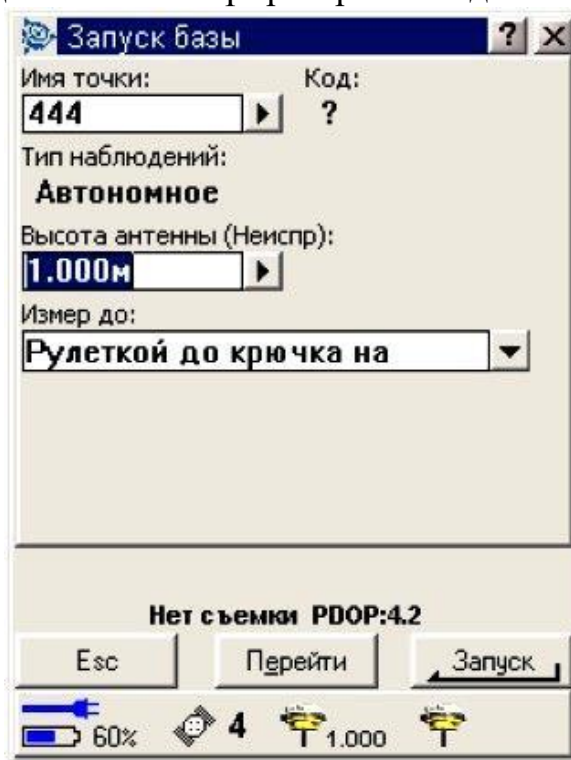 Запуск базы ? X
Имя точки: Код:
444 ?
Тип наблюдений:
Автономное
Высота антенны (Неиспр):
1.000м
Измер до:
Рулеткой до крючка на
Нет съемки PDOP:4.2
Esc Перейти Запуск
60% 4 1.000